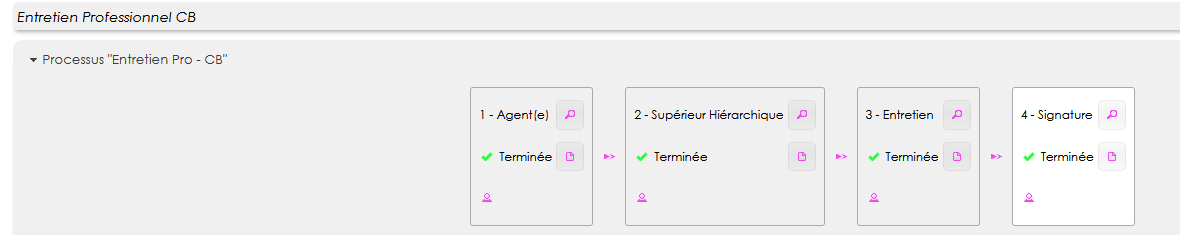 Entretien Professionnel CB
Processus "Entretien Pro - CB"
1 - Agent(e)
2 - Supérieur Hiérarchique
3 - Entretien
4 - Signature
Terminée
Terminée
Terminée
Terminée